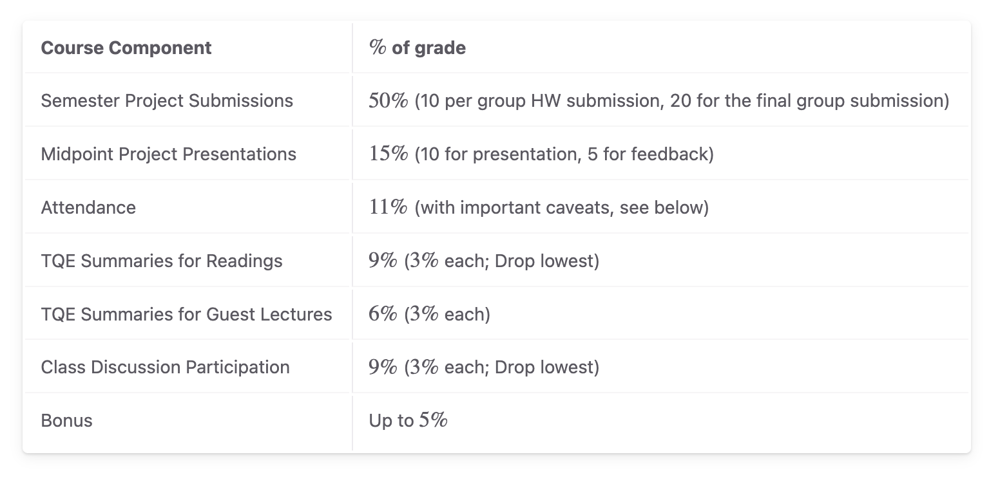 Course Component % of grade
Semester Project Submissions 50% (10 per group HW submission, 20 for the final group submission)
Midpoint Project Presentations 15% (10 for presentation, 5 for feedback)
Attendance 11% (with important caveats, see below)
TQE Summaries for Readings 9% (3% each; Drop lowest)
TQE Summaries for Guest Lectures 6% (3% each)
Class Discussion Participation 9% (3% each; Drop lowest)
Bonus Up to 5%